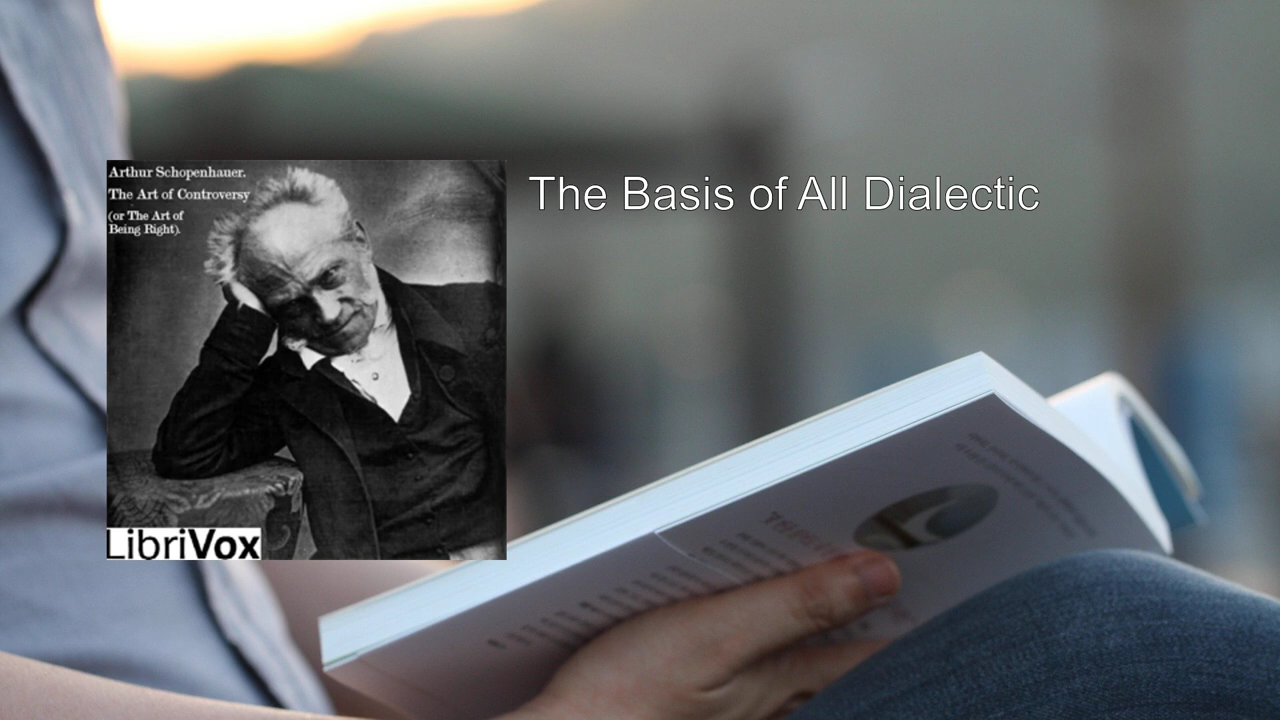 Arthur Schopenhauer.
The Art of Controversy
(or The Art of
Being Right).
LibriVox
The Basis of All Dialectic